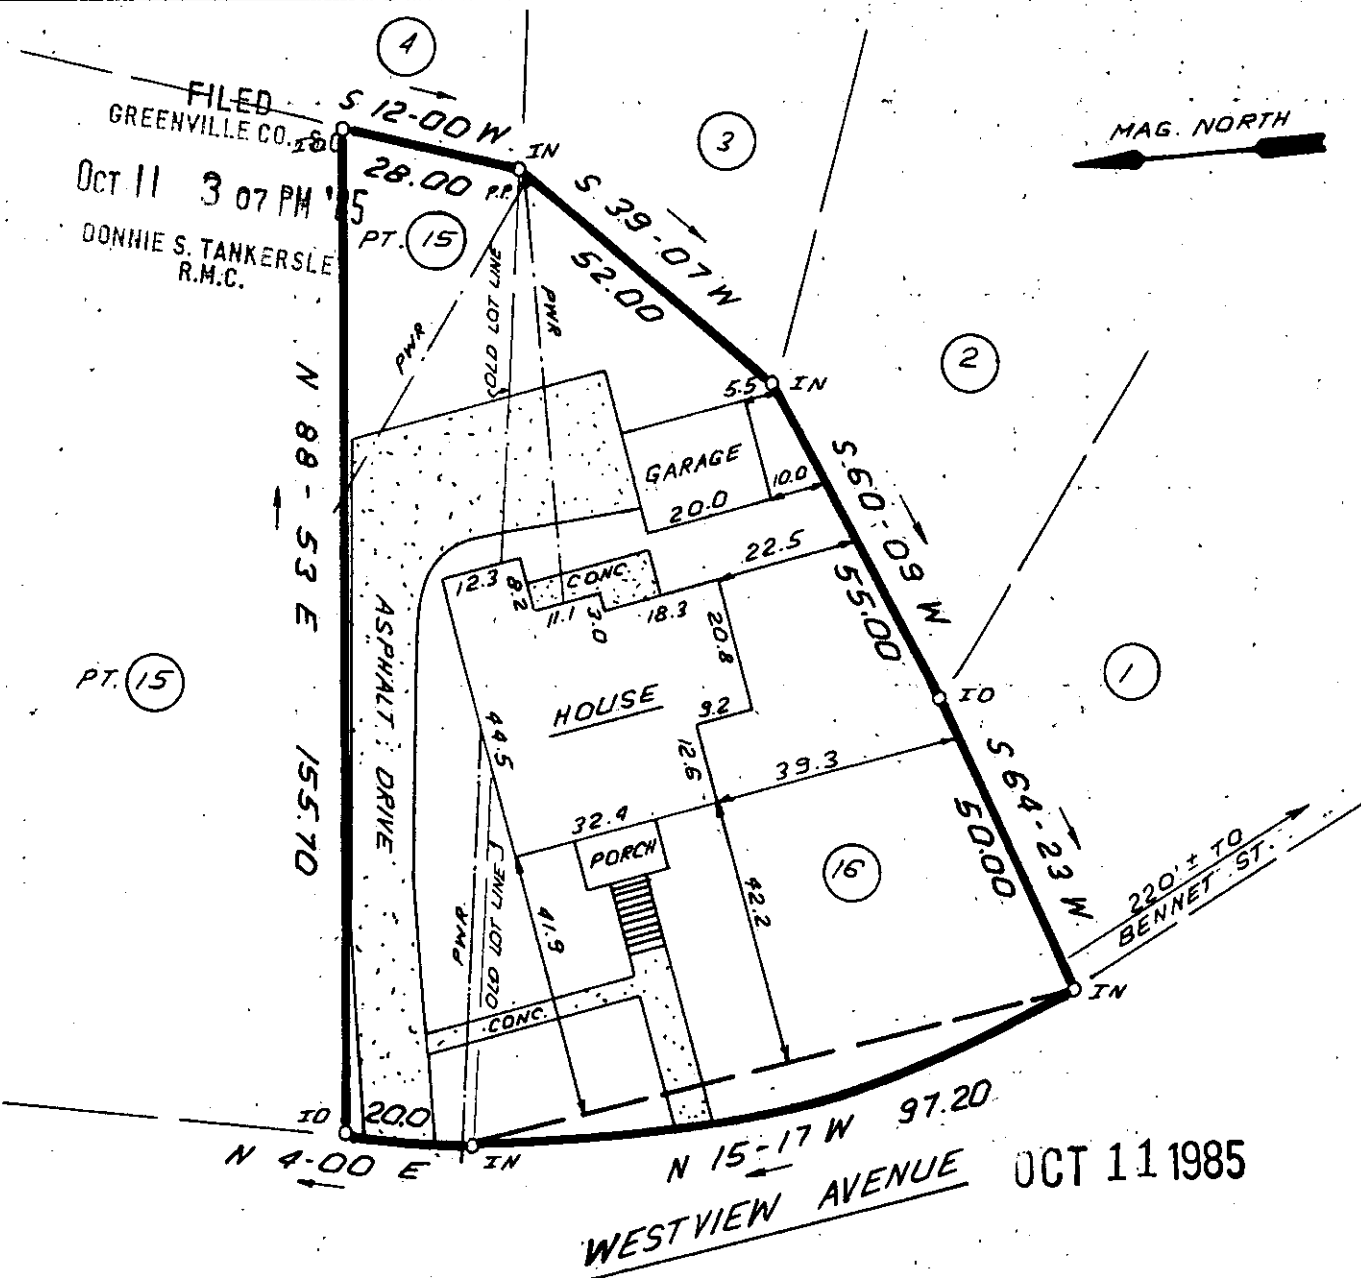 4
FILED
GREENVILLE CO., S.C
OCT 11 3 07 PM '85
DONNIE S. TANKERSLE
R.M.C.
S 12-00 W
IO
28.00
IN
P.P.
3
MAG. NORTH
PT. 15
S 39-07 W
52.00
OLD LOT LINE
PWR
PWR
2
5.5
IN
N 88-53 E
155.70
GARAGE
10.0
20.0
S 60-09 W
55.00
22.5
12.3
8.2
CONC.
11.1
3.0
18.3
20.8
ASPHALT DRIVE
PT. 15
HOUSE
9.2
IO
1
44.5
12.6
39.3
S 64-23 W
50.00
32.4
PORCH
16
OLD LOT LINE
PWR.
41.9
42.2
220' ± TO
BENNET ST.
CONC.
IN
IO
20.0
N 4-00 E
IN
N 15-17 W 97.20
WESTVIEW AVENUE
OCT 11 1985